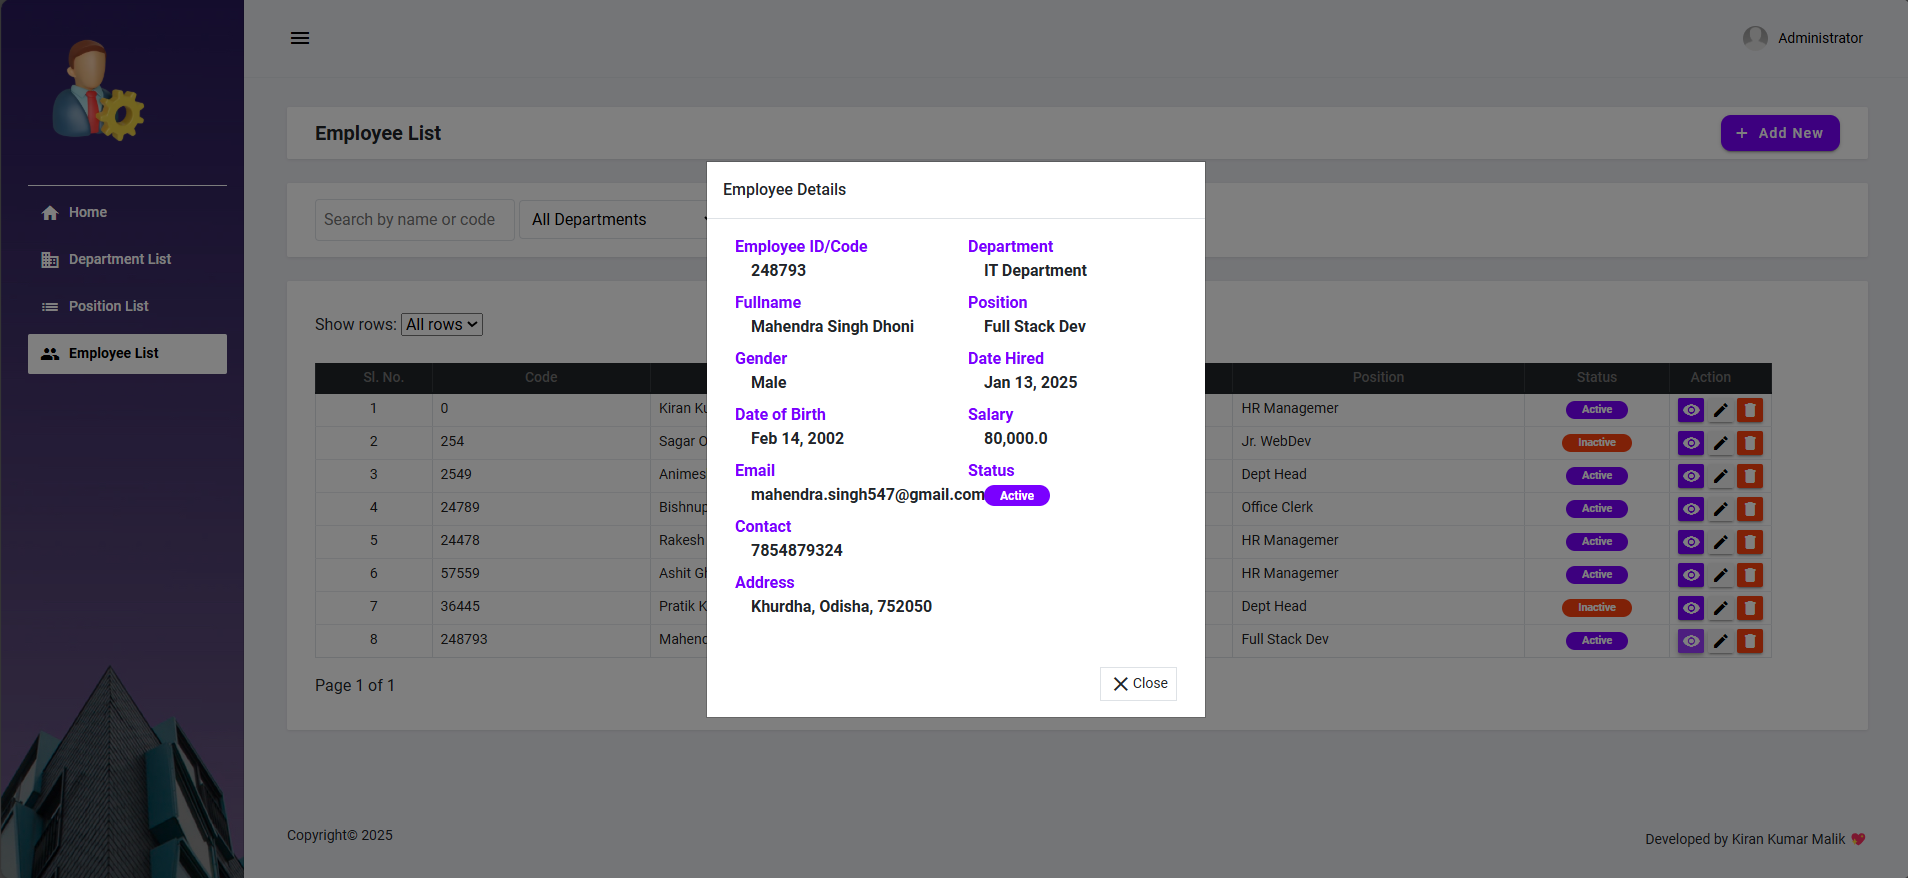 Administrator
Employee List
+ Add New
Home
Department List
Position List
Employee List
Search by name or code
All Departments
Show rows: All rows
Sl. No. Code Position Status Action
1 0 Kiran HR Managemer Active
2 254 Sagar Jr. WebDev Inactive
3 2549 Dept Head Active
4 24789 Office Clerk Active
5 24478 Rakesh HR Managemer Active
6 57559 Ashit HR Managemer Active
7 36445 Pratik Dept Head Inactive
8 248793 Full Stack Dev Active
Page 1 of 1
Employee Details
Employee ID/Code
248793
Fullname
Mahendra Singh Dhoni
Gender
Male
Date of Birth
Feb 14, 2002
Email
mahendra.singh547@gmail.com
Contact
7854879324
Address
Khurdha, Odisha, 752050
Department
IT Department
Position
Full Stack Dev
Date Hired
Jan 13, 2025
Salary
80,000.0
Status
Active
Close
Copyright© 2025
Developed by Kiran Kumar Malik 💖